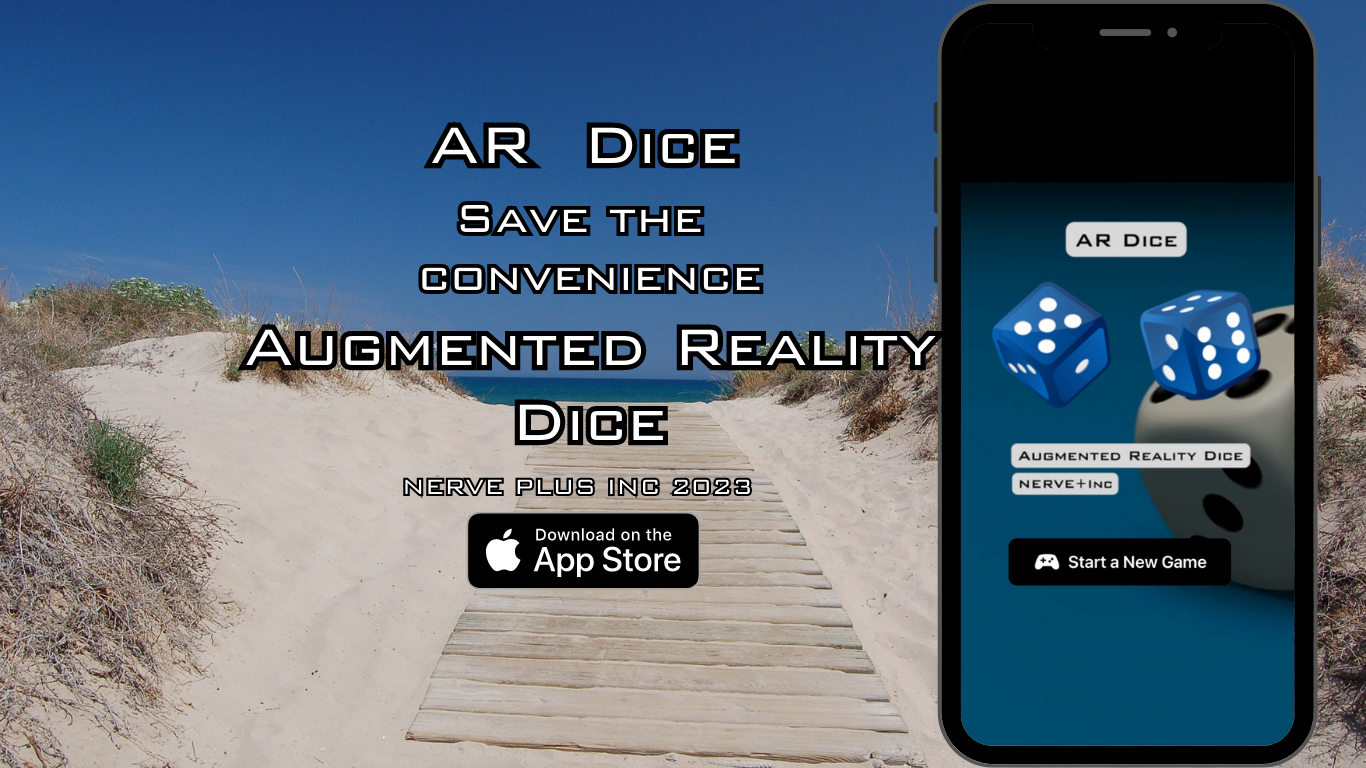 AR Dice
Save the
convenience
Augmented Reality
Dice
NERVE PLUS INC 2023
Download on the
App Store
AR Dice
Augmented Reality Dice
NERVE+Inc
Start a New Game